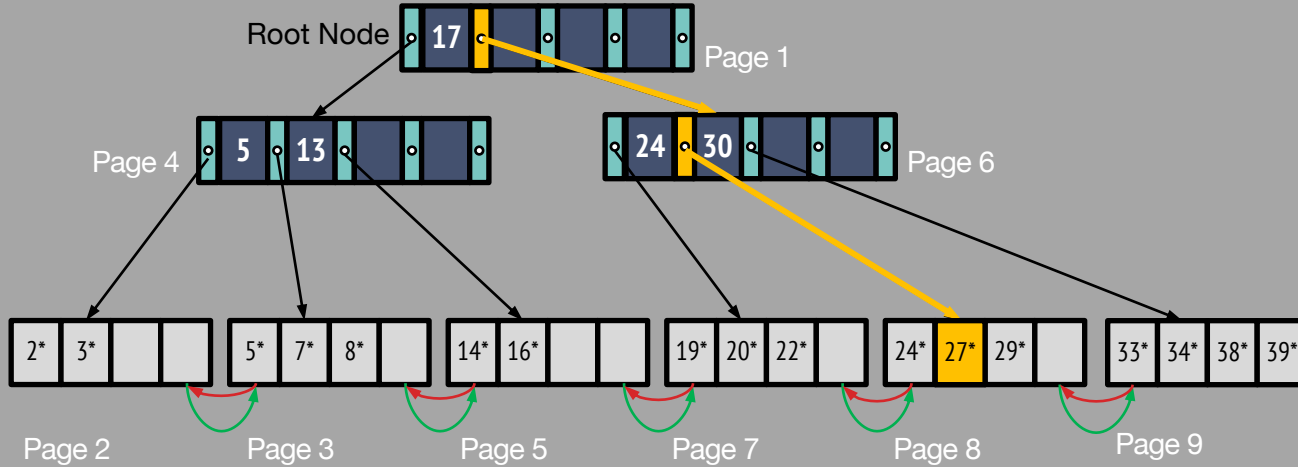 Root Node
17
Page 1
Page 4
5 13
24 30
Page 6
2* 3*
5* 7* 8*
14* 16*
19* 20* 22*
24* 27* 29*
33* 34* 38* 39*
Page 2
Page 3
Page 5
Page 7
Page 8
Page 9